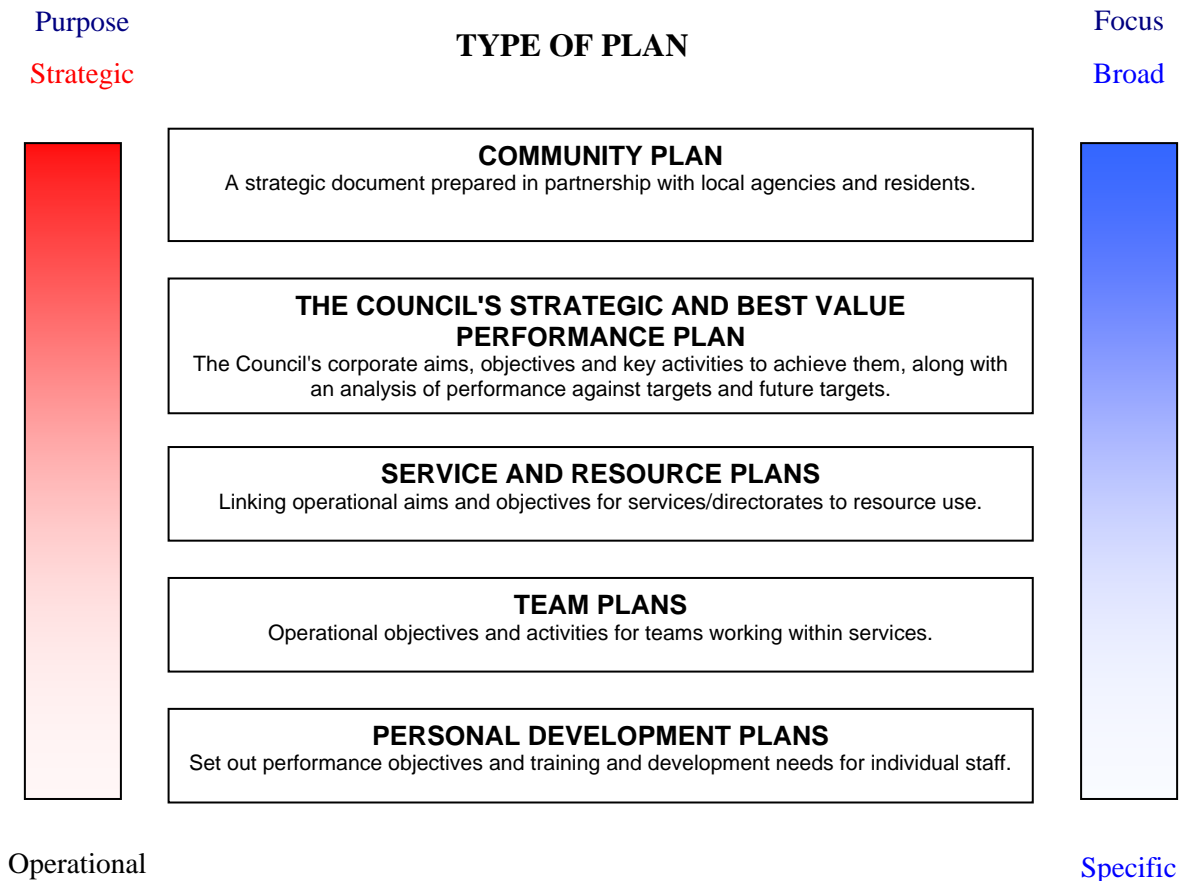 Purpose
TYPE OF PLAN
Focus
Strategic
Broad
COMMUNITY PLAN
A strategic document prepared in partnership with local agencies and residents.
THE COUNCIL'S STRATEGIC AND BEST VALUE
PERFORMANCE PLAN
The Council's corporate aims, objectives and key activities to achieve them, along with
an analysis of performance against targets and future targets.
SERVICE AND RESOURCE PLANS
Linking operational aims and objectives for services/directorates to resource use.
TEAM PLANS
Operational objectives and activities for teams working within services.
PERSONAL DEVELOPMENT PLANS
Set out performance objectives and training and development needs for individual staff.
Operational
Specific